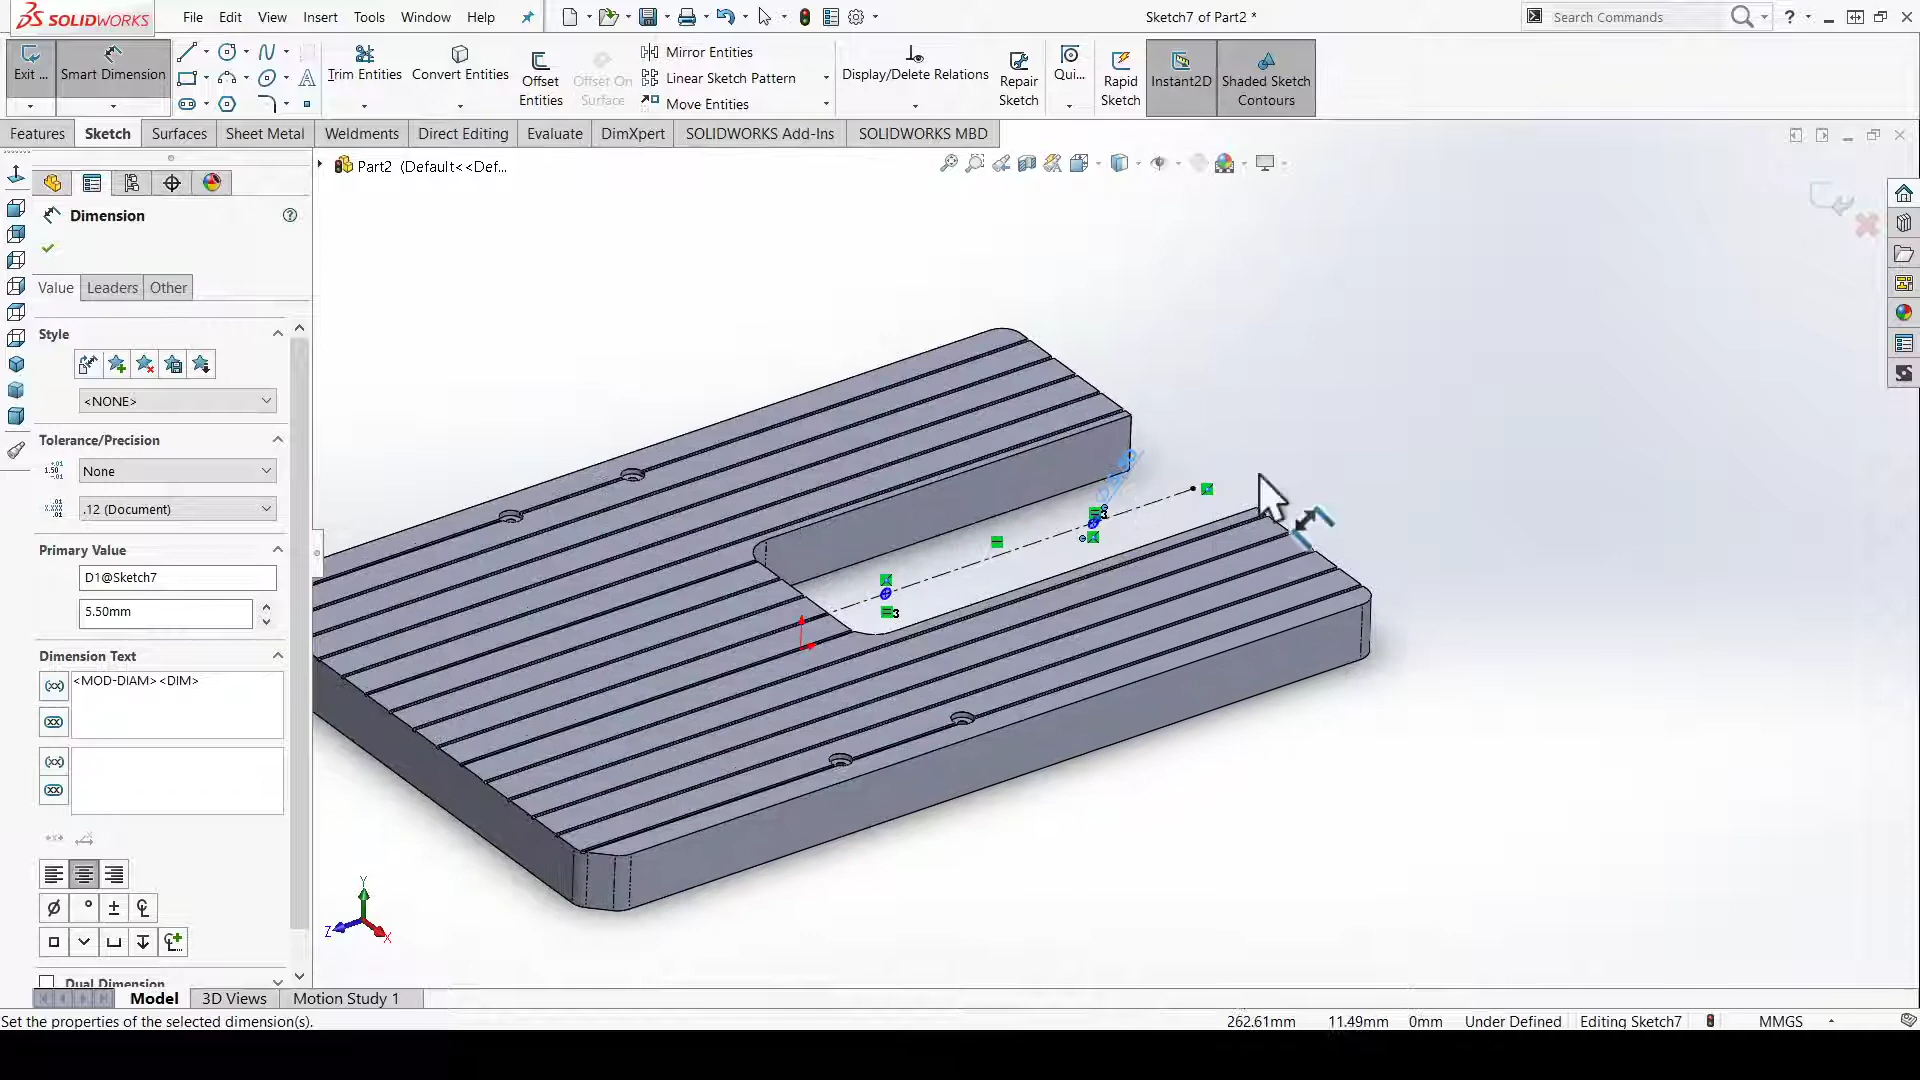 SOLIDWORKS
File Edit View Insert Tools Window Help
Sketch7 of Part2 *
Search Commands
Exit ...
Smart Dimension
Trim Entities
Convert Entities
Offset Entities
Offset On Surface
Mirror Entities
Linear Sketch Pattern
Move Entities
Display/Delete Relations
Repair Sketch
Qui...
Rapid Sketch
Instant2D
Shaded Sketch Contours
Features Sketch Surfaces Sheet Metal Weldments Direct Editing Evaluate DimXpert SOLIDWORKS Add-Ins SOLIDWORKS MBD
Part2 (Default<<Def...
Dimension
Value Leaders Other
Style
<NONE>
Tolerance/Precision
None
.12 (Document)
Primary Value
D1@Sketch7
5.50mm
Dimension Text
<MOD-DIAM><DIM>
Dual Dimension
3
3
Y
Z
X
Model 3D Views Motion Study 1
Set the properties of the selected dimension(s).
262.61mm 11.49mm 0mm Under Defined Editing Sketch7 MMGS